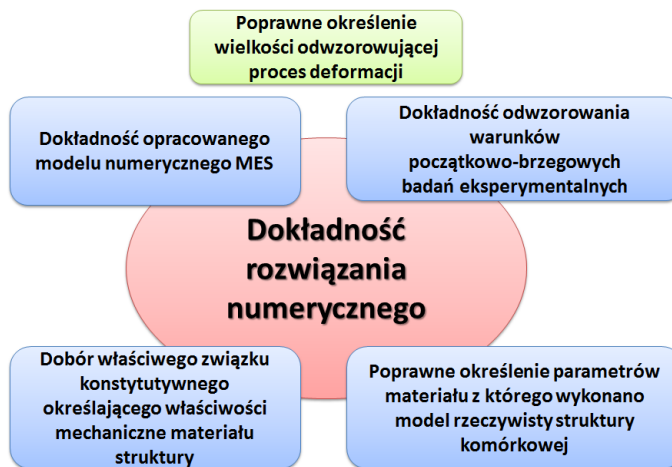 Poprawne określenie
wielkości odwzorowującej
proces deformacji
Dokładność opracowanego
modelu numerycznego MES
Dokładność odwzorowania
warunków
początkowo-brzegowych
badań eksperymentalnych
Dokładność
rozwiązania
numerycznego
Dobór właściwego związku
konstytutywnego
określającego właściwości
mechaniczne materiału
struktury
Poprawne określenie parametrów
materiału z którego wykonano
model rzeczywisty struktury
komórkowej